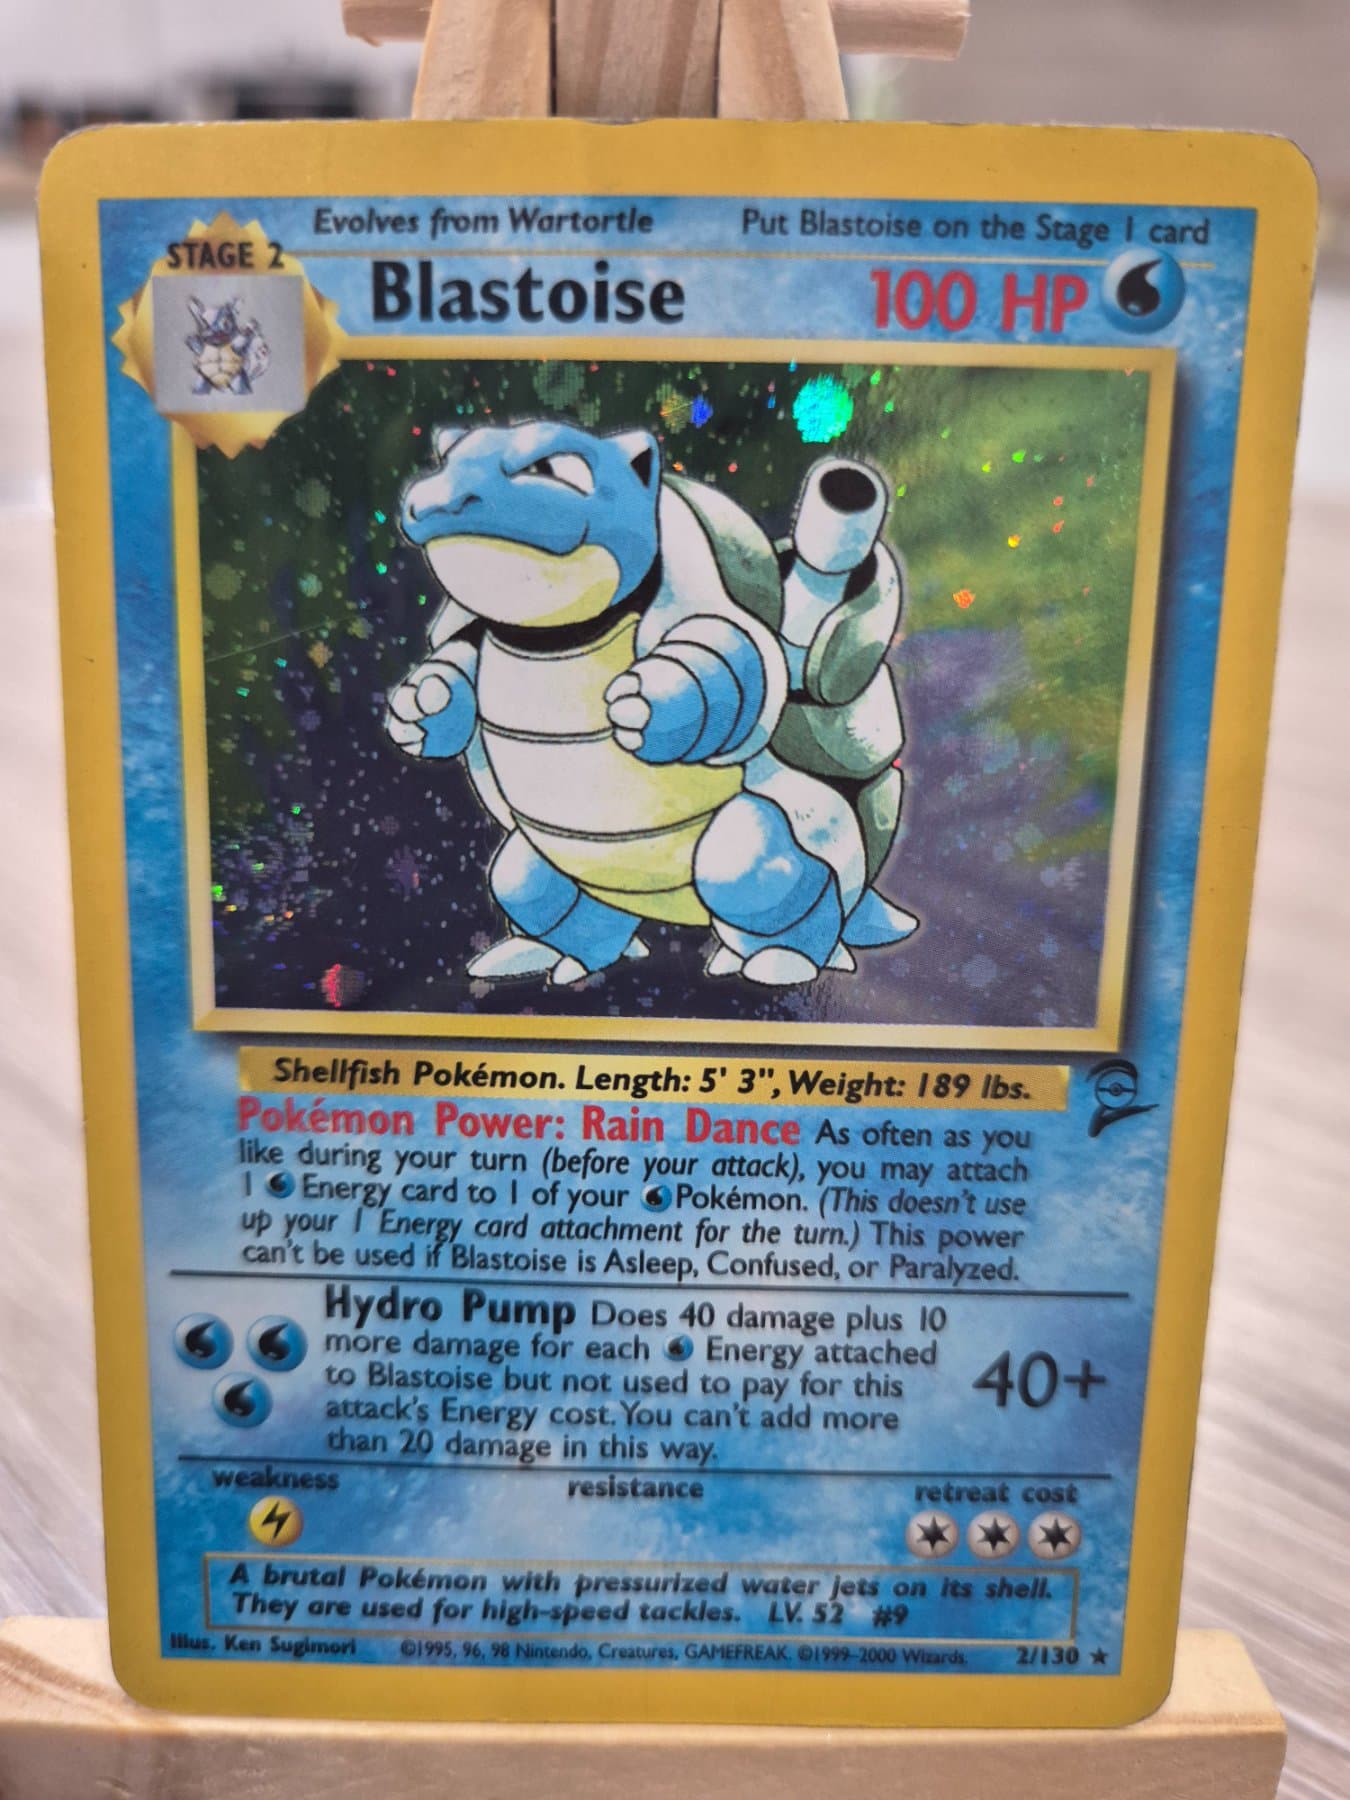 Evolves from Wartortle Put Blastoise on the Stage 1 card
STAGE 2
Blastoise 100 HP
Shellfish Pokémon. Length: 5' 3", Weight: 189 lbs.
Pokémon Power: Rain Dance As often as you
like during your turn (before your attack), you may attach
1 Energy card to 1 of your Pokémon. (This doesn't use
up your 1 Energy card attachment for the turn.) This power
can't be used if Blastoise is Asleep, Confused, or Paralyzed.
Hydro Pump Does 40 damage plus 10
more damage for each Energy attached
to Blastoise but not used to pay for this
attack's Energy cost. You can't add more
than 20 damage in this way.
40+
weakness resistance retreat cost
A brutal Pokémon with pressurized water jets on its shell.
They are used for high-speed tackles. LV. 52 #9
Illus. Ken Sugimori ©1995, 96, 98 Nintendo, Creatures, GAMEFREAK. ©1999-2000 Wizards. 2/130 ★